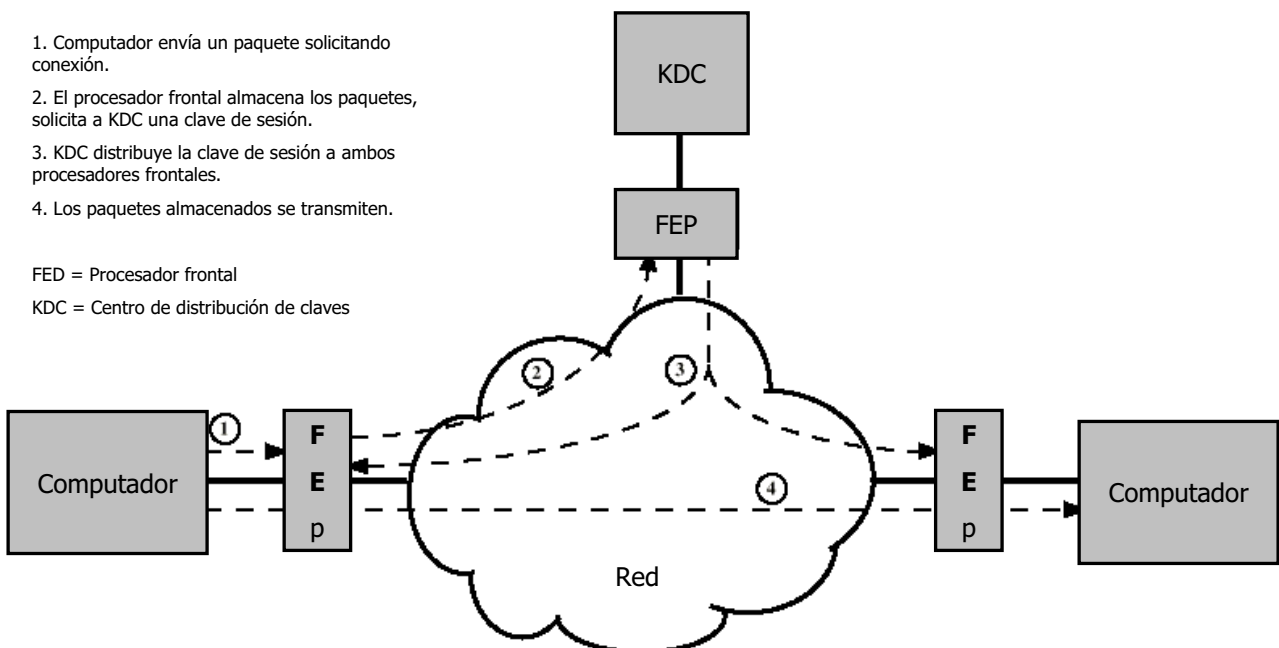 1. Computador envía un paquete solicitando
conexión.
2. El procesador frontal almacena los paquetes,
solicita a KDC una clave de sesión.
3. KDC distribuye la clave de sesión a ambos
procesadores frontales.
4. Los paquetes almacenados se transmiten.
FED = Procesador frontal
KDC = Centro de distribución de claves
KDC
FEP
2
3
1
Computador
F
E
p
4
F
E
p
Computador
Red